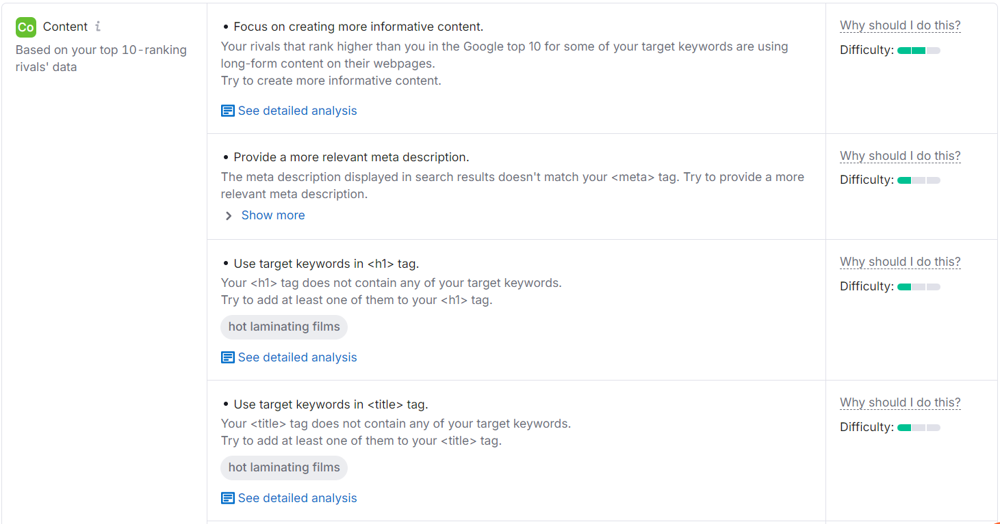 Co Content i
Based on your top 10-ranking
rivals' data
• Focus on creating more informative content.
Your rivals that rank higher than you in the Google top 10 for some of your target keywords are using
long-form content on their webpages.
Try to create more informative content.
See detailed analysis
Why should I do this?
Difficulty:
• Provide a more relevant meta description.
The meta description displayed in search results doesn't match your <meta> tag. Try to provide a more
relevant meta description.
Show more
Why should I do this?
Difficulty:
• Use target keywords in <h1> tag.
Your <h1> tag does not contain any of your target keywords.
Try to add at least one of them to your <h1> tag.
hot laminating films
See detailed analysis
Why should I do this?
Difficulty:
• Use target keywords in <title> tag.
Your <title> tag does not contain any of your target keywords.
Try to add at least one of them to your <title> tag.
hot laminating films
See detailed analysis
Why should I do this?
Difficulty: